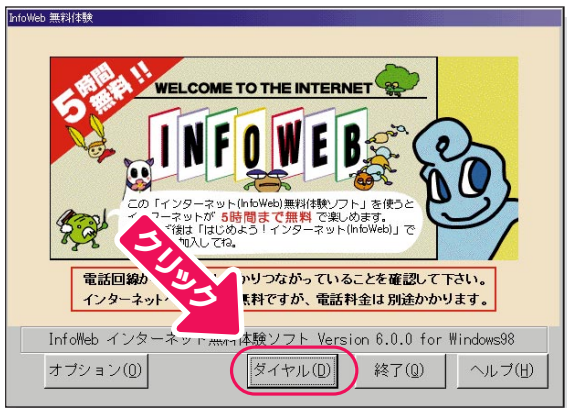 InfoWeb 無料体験
5時間
無料!!
WELCOME TO THE INTERNET
INFOWEB
この「インターネット(InfoWeb)無料体験ソフト」を使うと
ーネットが 5時間まで無料 で楽しめます。
後は「はじめよう！インターネット(InfoWeb)」で
加入してね。
クリック
電話回線が かりつながっていることを確認して下さい。
インターネット 無料ですが、電話料金は別途かかります。
InfoWeb インターネット無料体験ソフト Version 6.0.0 for Windows98
オプション(O)
ダイヤル(D)
終了(Q)
ヘルプ(H)